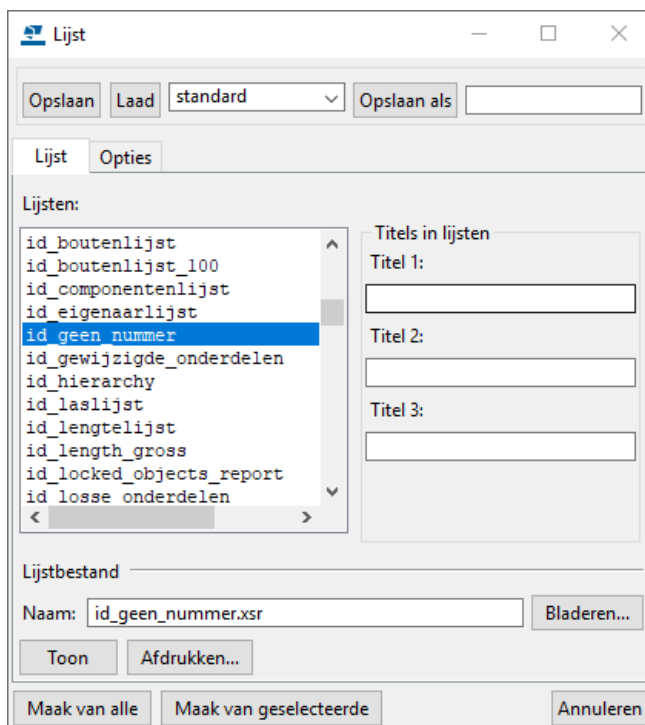 Lijst
Opslaan Laad standard Opslaan als
Lijst Opties
Lijsten:
id_boutenlijst
id_boutenlijst_100
id_componentenlijst
id_eigenaarlijst
id_geen_nummer
id_gewijzigde_onderdelen
id_hierarchy
id_laslijst
id_lengtelijst
id_length_gross
id_locked_objects_report
id_losse_onderdelen
Titels in lijsten
Titel 1:
Titel 2:
Titel 3:
Lijstbestand
Naam: id_geen_nummer.xsr Bladeren...
Toon Afdrukken...
Maak van alle Maak van geselecteerde Annuleren